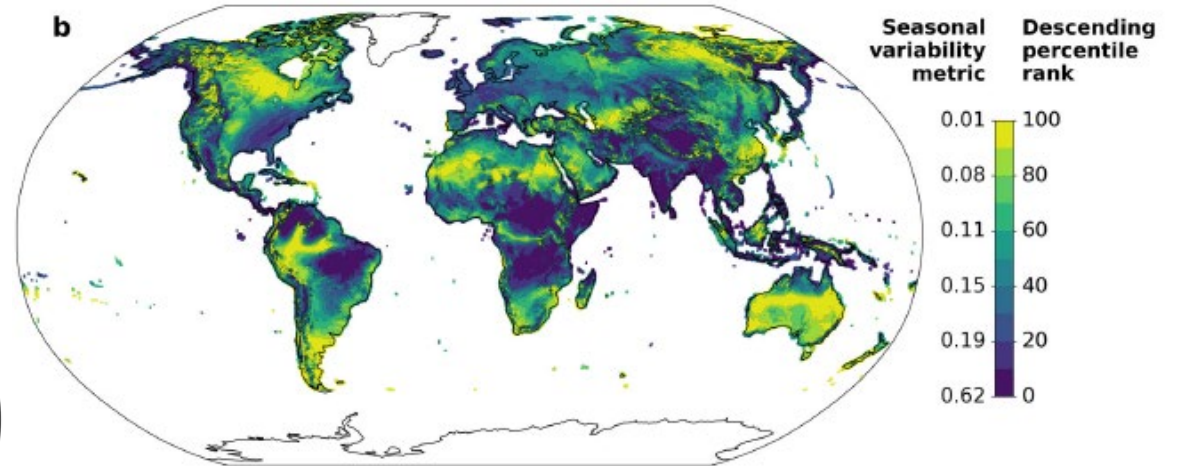 b
Seasonal
variability
metric
Descending
percentile
rank
0.01 100
0.08 80
0.11 60
0.15 40
0.19 20
0.62 0